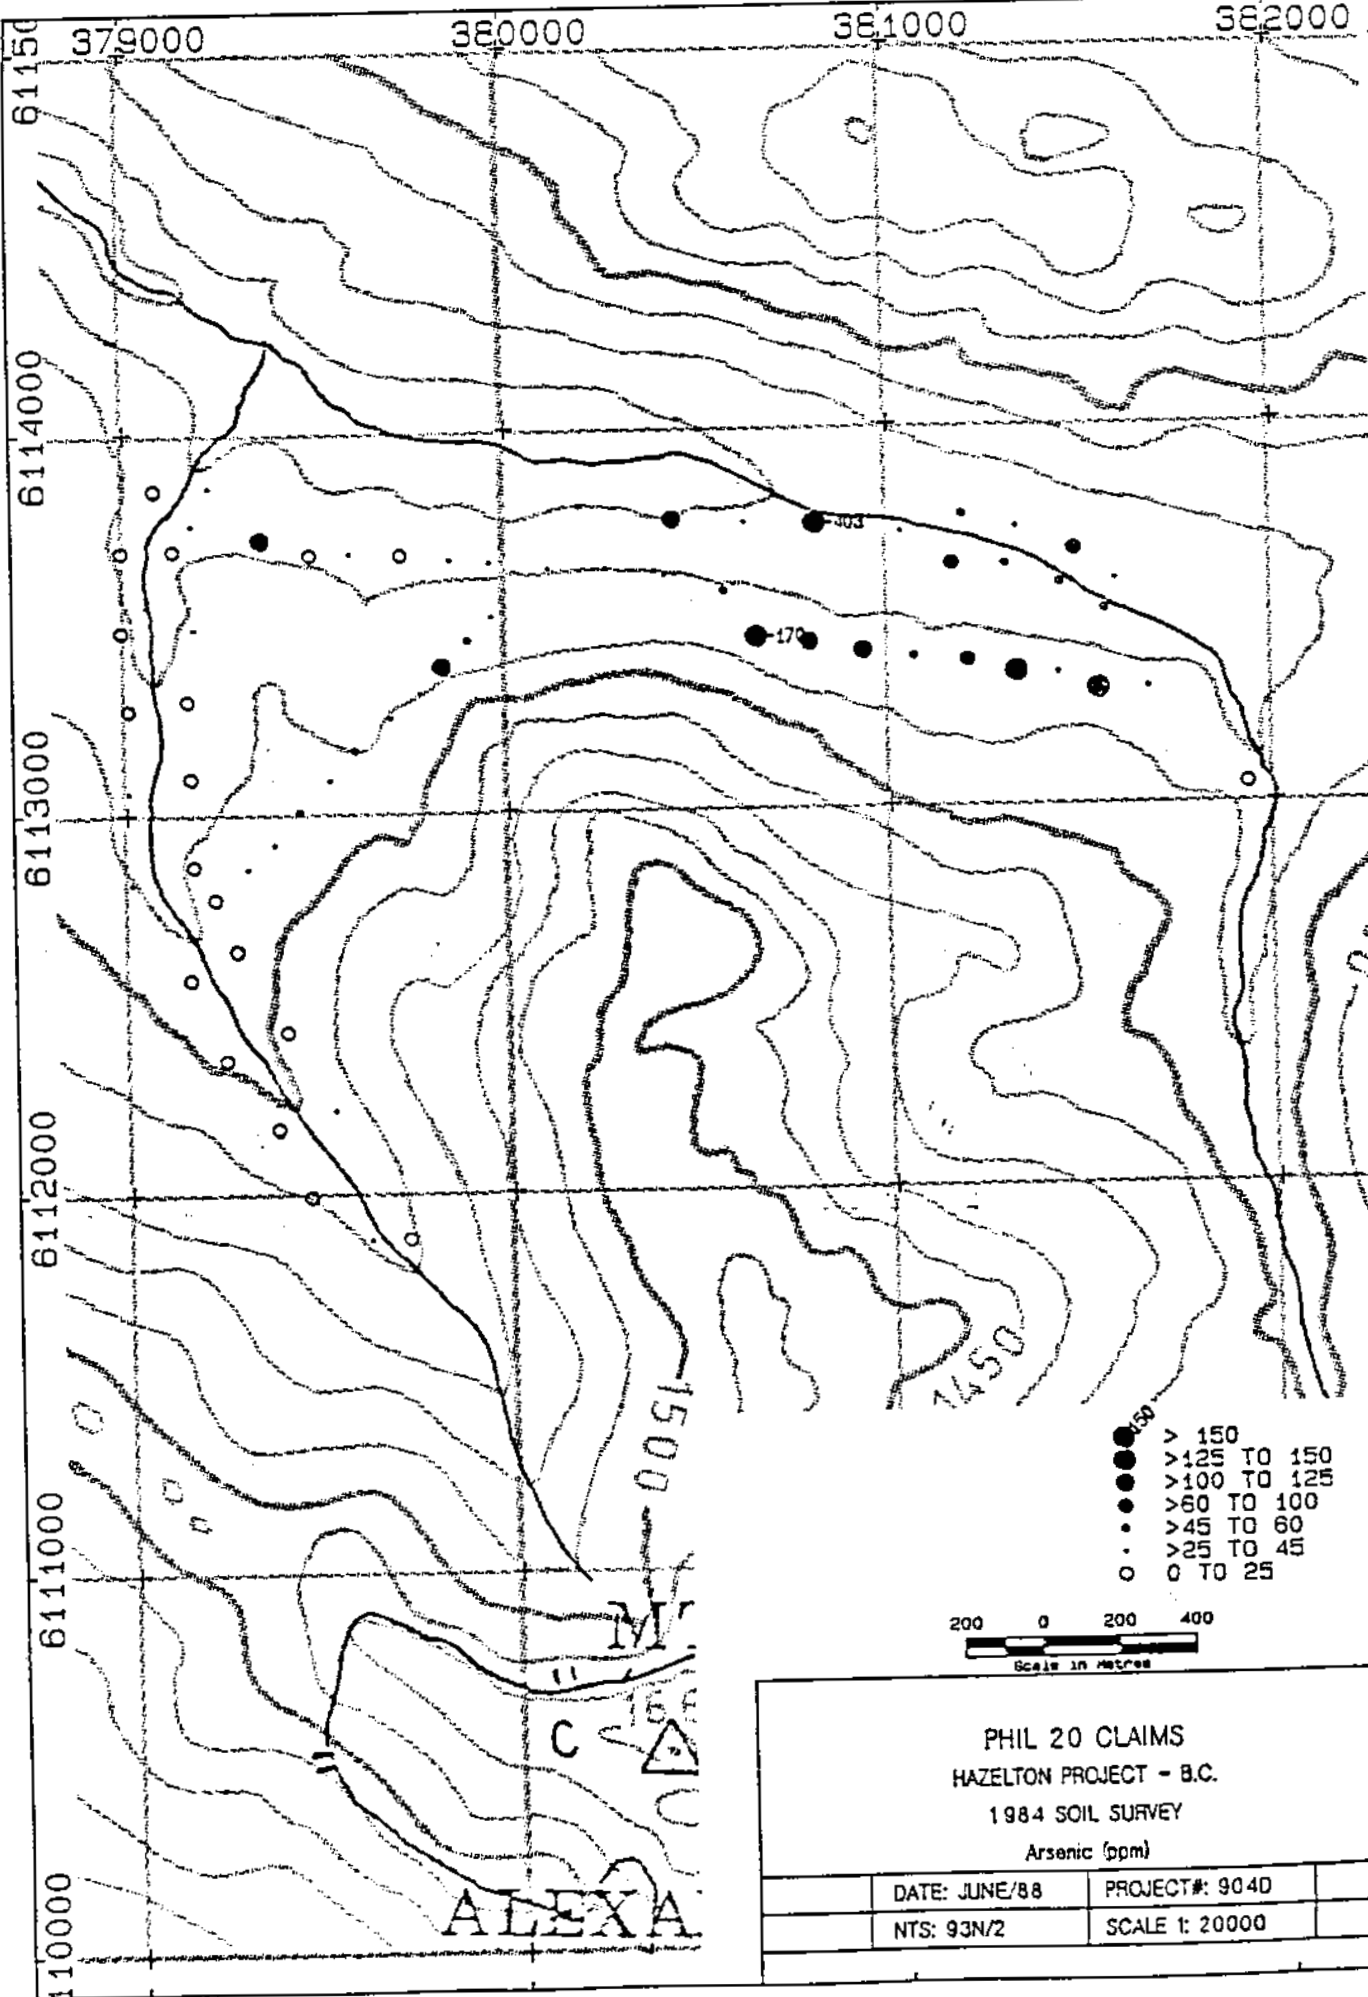 379000 380000 381000 382000
6114000
403
170
6113000
6112000
1450
1500
150
> 150
>125 TO 150
>100 TO 125
>60 TO 100
>45 TO 60
>25 TO 45
0 TO 25
6111000
200 0 200 400
Scale in Metres
C
PHIL 20 CLAIMS
HAZELTON PROJECT - B.C.
1984 SOIL SURVEY
Arsenic (ppm)
DATE: JUNE/88 PROJECT#: 9040
NTS: 93N/2 SCALE 1: 20000
ALEXA
110000